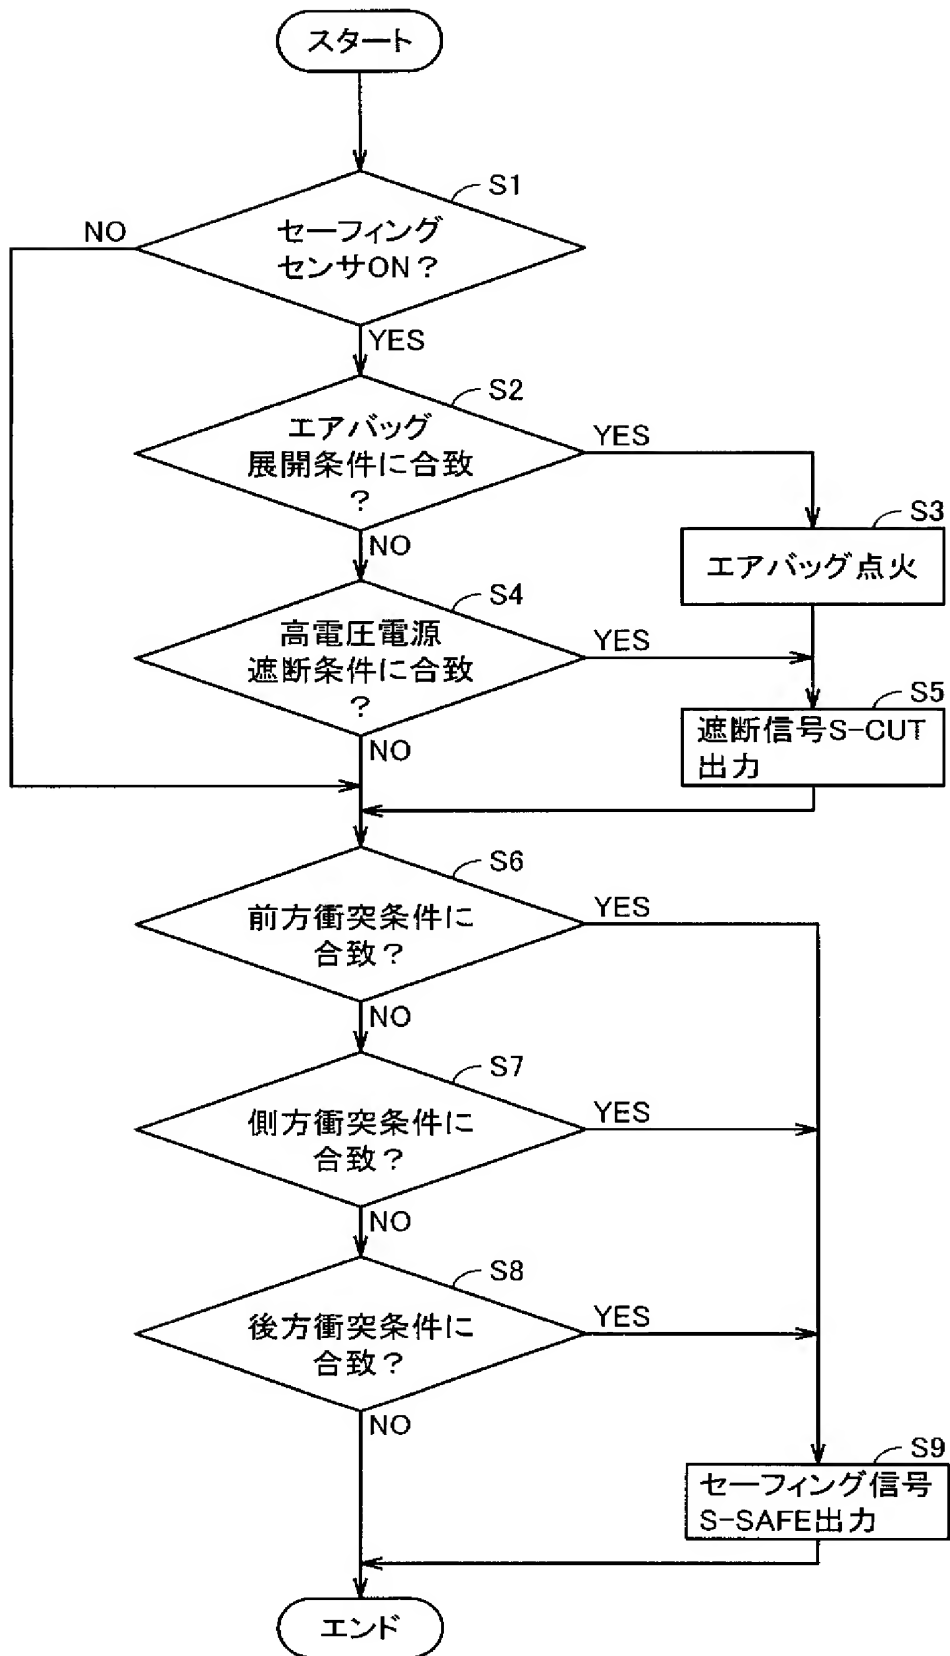 スタート
S1
NO
セーフィング
センサON？
YES
S2
エアバッグ
展開条件に合致
？
YES
S3
エアバッグ点火
NO
S4
高電圧電源
遮断条件に合致
？
YES
S5
遮断信号S-CUT
出力
NO
S6
前方衝突条件に
合致？
YES
NO
S7
側方衝突条件に
合致？
YES
NO
S8
後方衝突条件に
合致？
YES
NO
S9
セーフィング信号
S-SAFE出力
エンド